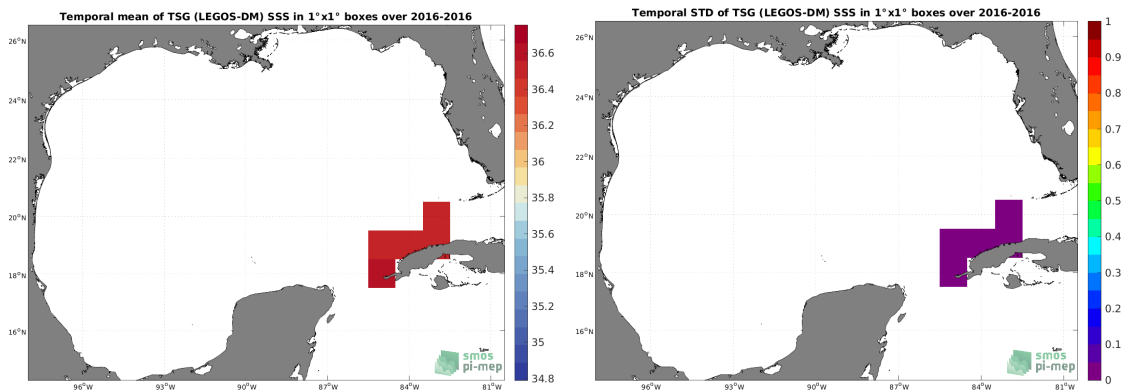 Temporal mean of TSG (LEGOS-DM) SSS in 1°x1° boxes over 2016-2016
26°N
24°N
22°N
20°N
18°N
16°N
96°W
93°W
90°W
87°W
84°W
81°W
36.6
36.4
36.2
36
35.8
35.6
35.4
35.2
35
34.8
smos
pi-mep
Temporal STD of TSG (LEGOS-DM) SSS in 1°x1° boxes over 2016-2016
26°N
24°N
22°N
20°N
18°N
16°N
96°W
93°W
90°W
87°W
84°W
81°W
1
0.9
0.8
0.7
0.6
0.5
0.4
0.3
0.2
0.1
0
smos
pi-mep